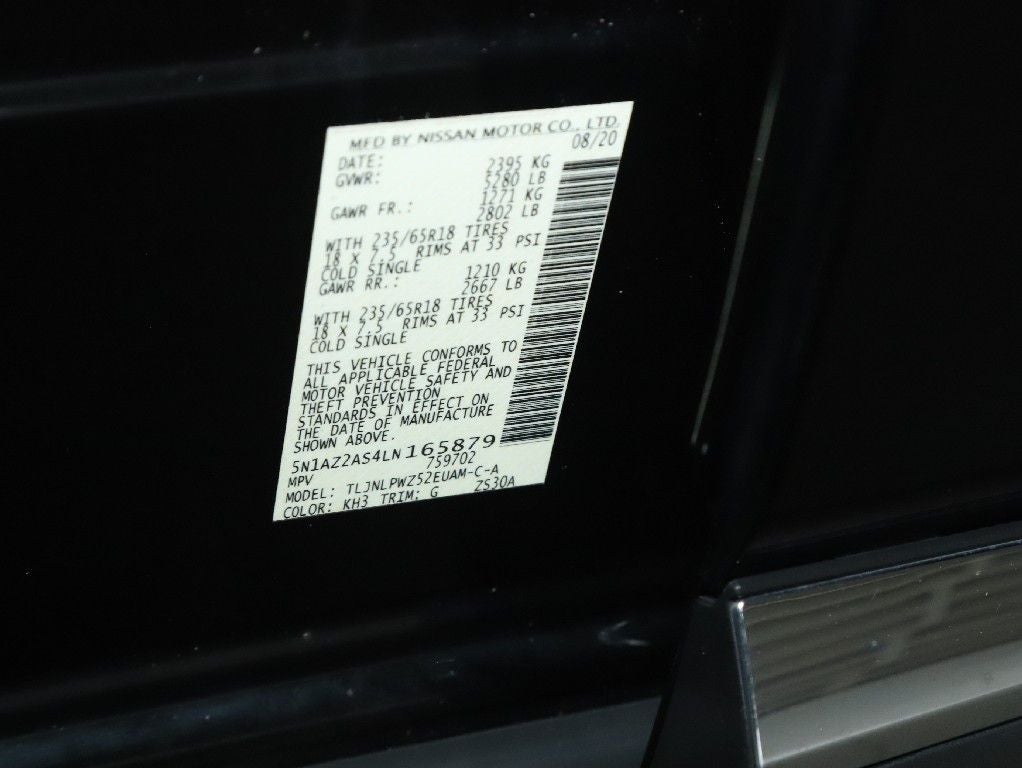 MFD BY NISSAN MOTOR CO., LTD.
DATE: 08/20
GVWR: 2395 KG
5280 LB
GAWR FR.: 1271 KG
2802 LB
WITH 235/65R18 TIRES
18 X 7.5 RIMS AT 33 PSI
COLD SINGLE
GAWR RR.: 1210 KG
2667 LB
WITH 235/65R18 TIRES
18 X 7.5 RIMS AT 33 PSI
COLD SINGLE
THIS VEHICLE CONFORMS TO
ALL APPLICABLE FEDERAL
MOTOR VEHICLE SAFETY AND
THEFT PREVENTION
STANDARDS IN EFFECT ON
THE DATE OF MANUFACTURE
SHOWN ABOVE.
5N1AZ2AS4LN165879
MPV 759702
MODEL: TLJNLPWZ52EUAM-C-A
COLOR: KH3 TRIM: G ZS30A